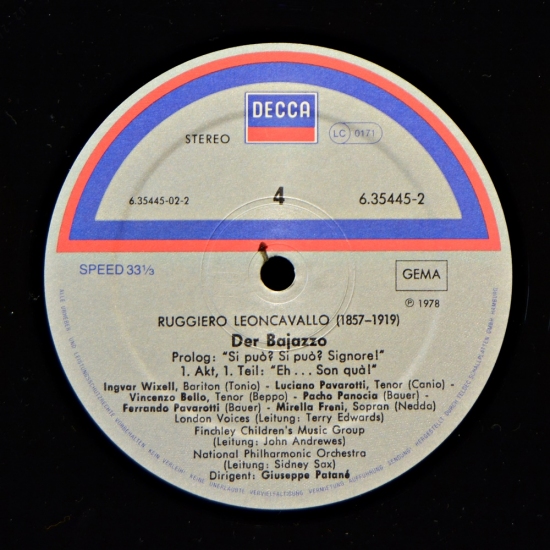 DECCA
STEREO
LC 0171
6.35445-02-2
4
6.35445-2
SPEED 33⅓
GEMA
Ⓟ 1978
RUGGIERO LEONCAVALLO (1857–1919)
Der Bajazzo
Prolog: "Si può? Si può? Signore!"
1. Akt, 1. Teil: "Eh . . . Son quà!"
Ingvar Wixell, Bariton (Tonio) - Luciano Pavarotti, Tenor (Canio) -
Vincenzo Bello, Tenor (Beppo) - Pacho Panocia (Bauer) -
Ferrando Pavarotti (Bauer) - Mirella Freni, Sopran (Nedda)
London Voices (Leitung: Terry Edwards)
Finchley Children's Music Group
(Leitung: John Andrewes)
National Philharmonic Orchestra
(Leitung: Sidney Sax)
Dirigent: Giuseppe Patané